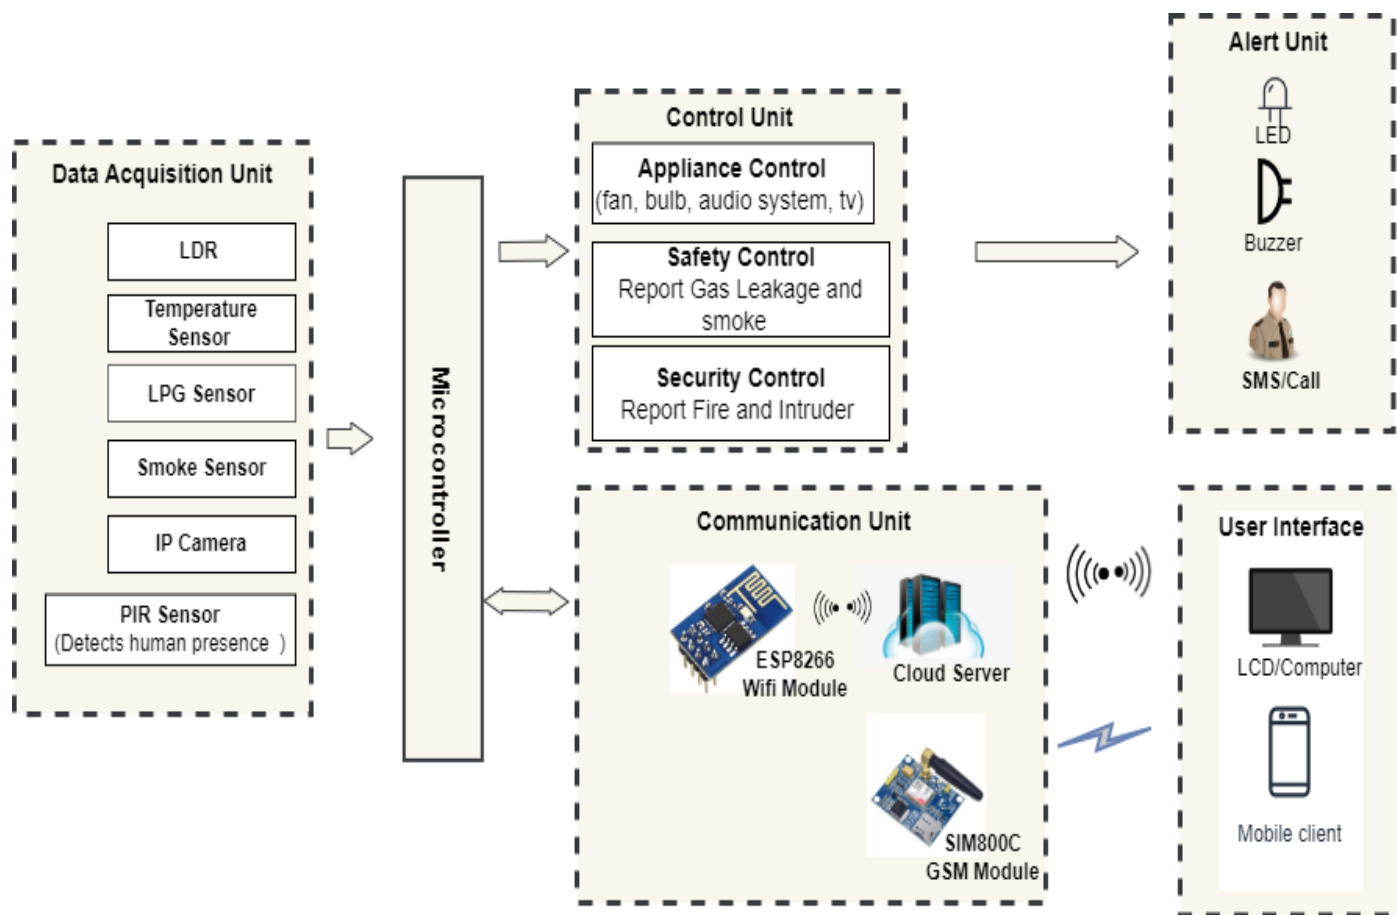 Data Acquisition Unit
LDR
Temperature
Sensor
LPG Sensor
Smoke Sensor
IP Camera
PIR Sensor
(Detects human presence )
Microcontroller
Control Unit
Appliance Control
(fan, bulb, audio system, tv)
Safety Control
Report Gas Leakage and
smoke
Security Control
Report Fire and Intruder
Alert Unit
LED
Buzzer
SMS/Call
Communication Unit
ESP8266
Wifi Module
Cloud Server
SIM800C
GSM Module
User Interface
LCD/Computer
Mobile client